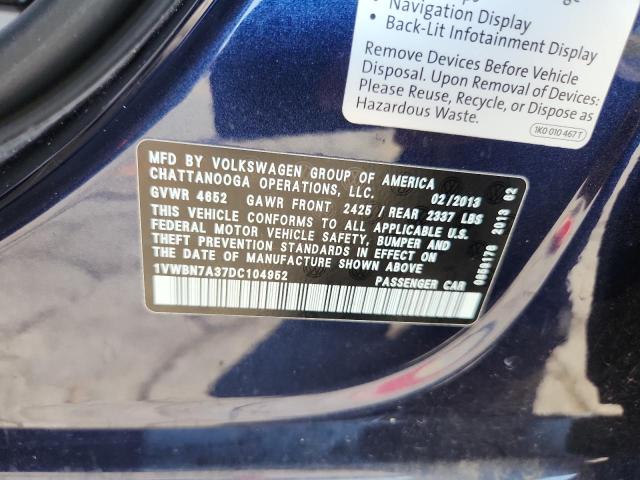 • Navigation Display
• Back-Lit Infotainment Display
Remove Devices Before Vehicle
Disposal. Upon Removal of Devices:
Please Reuse, Recycle, or Dispose as
Hazardous Waste.
1K0 010 467 T
MFD BY VOLKSWAGEN GROUP OF AMERICA
CHATTANOOGA OPERATIONS, LLC.
02/2013
GVWR 4652 GAWR FRONT 2425 / REAR 2337 LBS
THIS VEHICLE CONFORMS TO ALL APPLICABLE U.S.
FEDERAL MOTOR VEHICLE SAFETY, BUMPER AND
THEFT PREVENTION STANDARDS IN EFFECT ON
THE DATE OF MANUFACTURE SHOWN ABOVE.
1VWBN7A37DC104952
PASSENGER CAR
2013 02